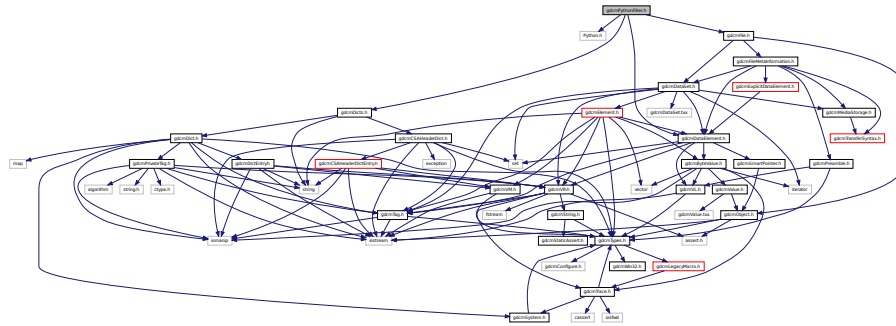 gdcmPythonFilter.h
Python.h
gdcmFile.h
gdcmFileMetaInformation.h
gdcmDataSet.h
gdcmExplicitDataElement.h
gdcmDicts.h
gdcmElement.h
gdcmDataSet.txx
gdcmMediaStorage.h
gdcmDict.h
gdcmCSAHeaderDict.h
gdcmDataElement.h
gdcmTransferSyntax.h
map
gdcmPrivateTag.h
gdcmDictEntry.h
gdcmCSAHeaderDictEntry.h
exception
set
gdcmByteValue.h
gdcmSmartPointer.h
gdcmPreamble.h
algorithm
string.h
ctype.h
string
gdcmVM.h
gdcmVR.h
vector
gdcmVL.h
gdcmValue.h
iterator
gdcmTag.h
fstream
gdcmString.h
gdcmValue.txx
gdcmObject.h
iomanip
iostream
gdcmStaticAssert.h
gdcmTypes.h
assert.h
gdcmConfigure.h
gdcmWin32.h
gdcmLegacyMacro.h
gdcmTrace.h
gdcmSystem.h
cassert
iosfwd